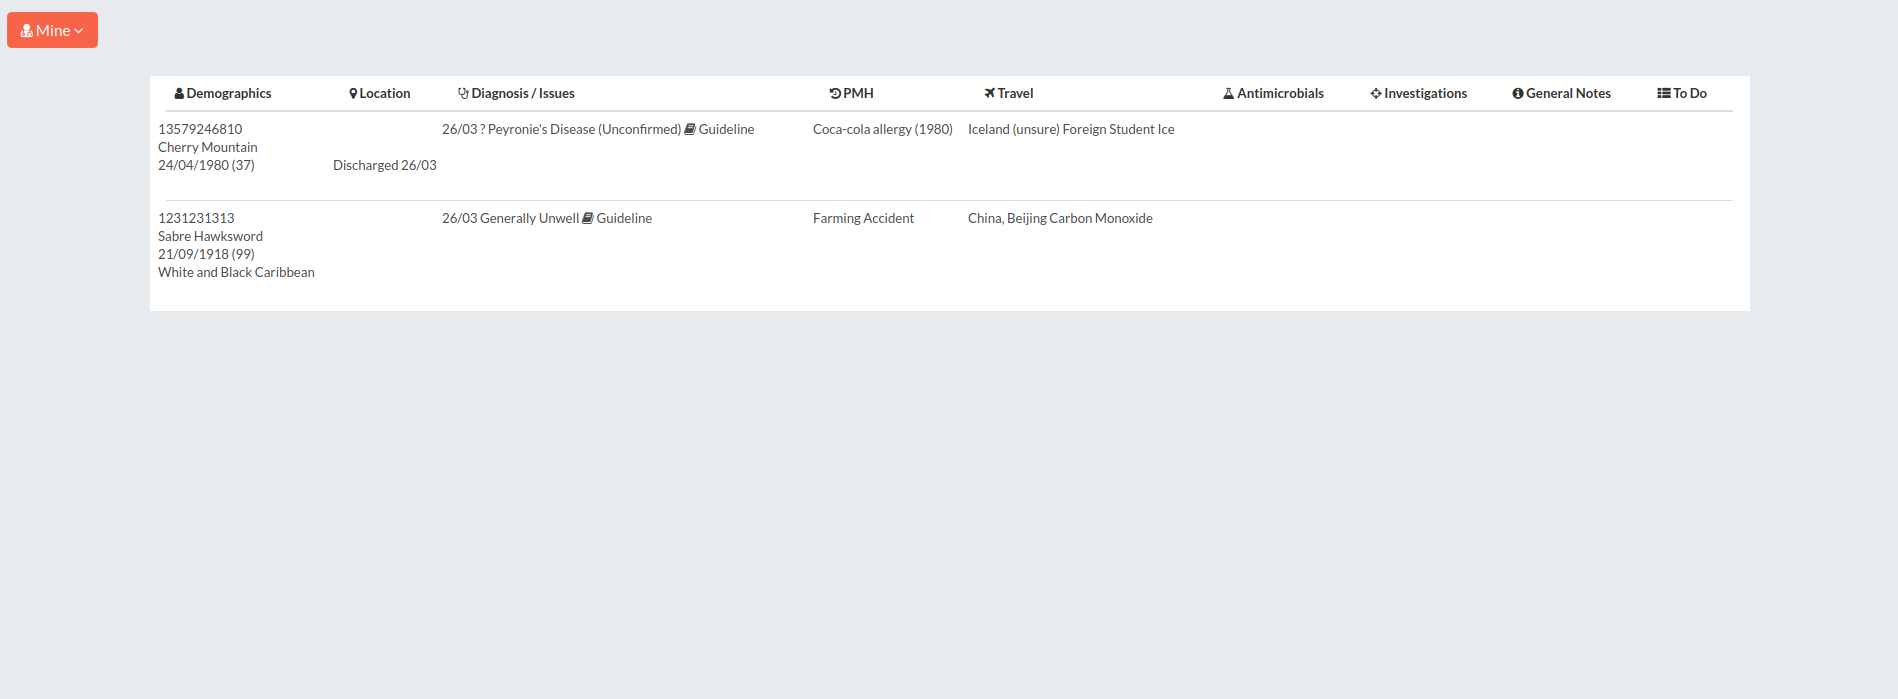 Mine
Demographics Location Diagnosis / Issues PMH Travel Antimicrobials Investigations General Notes To Do
13579246810 26/03 ? Peyronie's Disease (Unconfirmed) Guideline Coca-cola allergy (1980) Iceland (unsure) Foreign Student Ice
Cherry Mountain
24/04/1980 (37) Discharged 26/03
1231231313 26/03 Generally Unwell Guideline Farming Accident China, Beijing Carbon Monoxide
Sabre Hawksword
21/09/1918 (99)
White and Black Caribbean